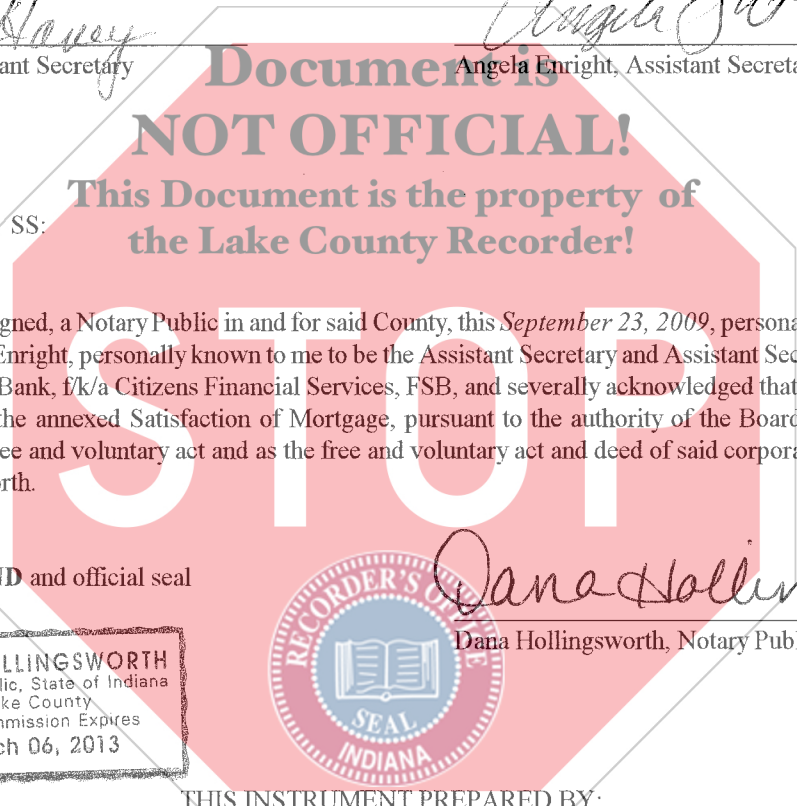 Havey
ant Secretary
Angela
Angela Enright, Assistant Secreta
Document is
NOT OFFICIAL!
This Document is the property of
the Lake County Recorder!
SS:
STOP
gned, a Notary Public in and for said County, this September 23, 2009, persona
Enright, personally known to me to be the Assistant Secretary and Assistant Sec
Bank, f/k/a Citizens Financial Services, FSB, and severally acknowledged that
the annexed Satisfaction of Mortgage, pursuant to the authority of the Board
ee and voluntary act and as the free and voluntary act and deed of said corpora
rth.
ND and official seal
Dana Hollin
Dana Hollingsworth, Notary Publ
LLINGSWORTH
lic, State of Indiana
ke County
mmission Expires
ch 06, 2013
RECORDER'S OFFICE
SEAL
INDIANA
THIS INSTRUMENT PREPARED BY: